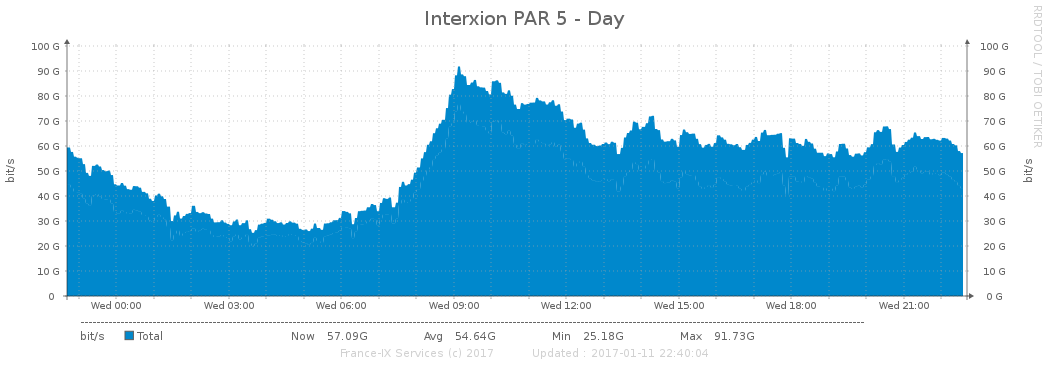 Interxion PAR 5 - Day
RRDTOOL / TOBI OETIKER
bit/s
bit/s
100 G 100 G
90 G 90 G
80 G 80 G
70 G 70 G
60 G 60 G
50 G 50 G
40 G 40 G
30 G 30 G
20 G 20 G
10 G 10 G
0 0 G
Wed 00:00 Wed 03:00 Wed 06:00 Wed 09:00 Wed 12:00 Wed 15:00 Wed 18:00 Wed 21:00
bit/s Total Now 57.09G Avg 54.64G Min 25.18G Max 91.73G
France-IX Services (c) 2017 Updated : 2017-01-11 22:40:04